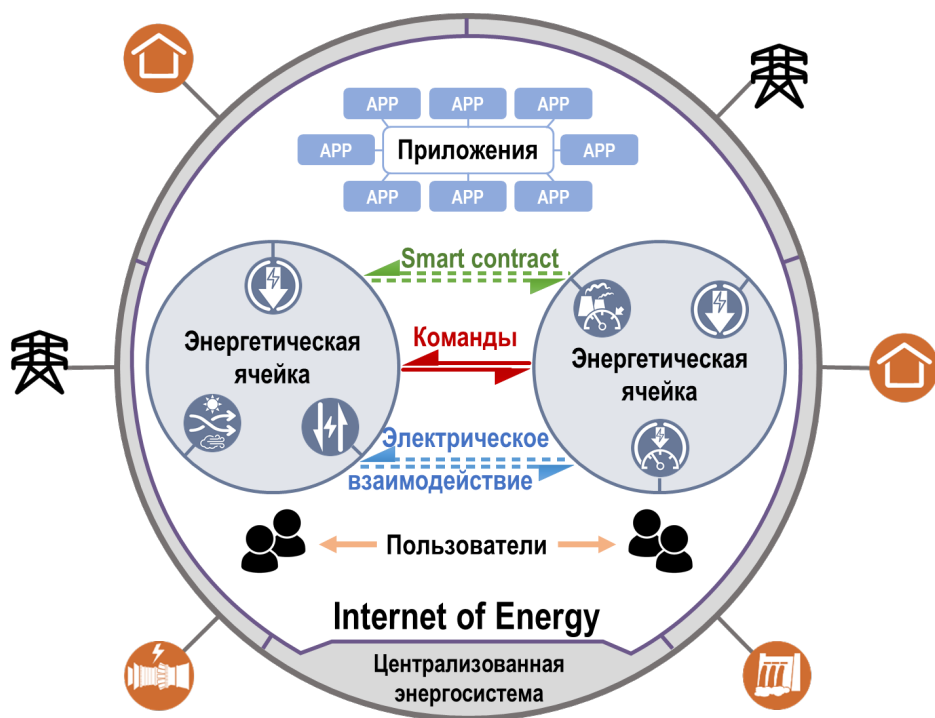 APP APP APP
APP Приложения APP
APP APP APP
Smart contract
Энергетическая
ячейка
Команды
Энергетическая
ячейка
Электрическое
взаимодействие
Пользователи
Internet of Energy
Централизованная
энергосистема